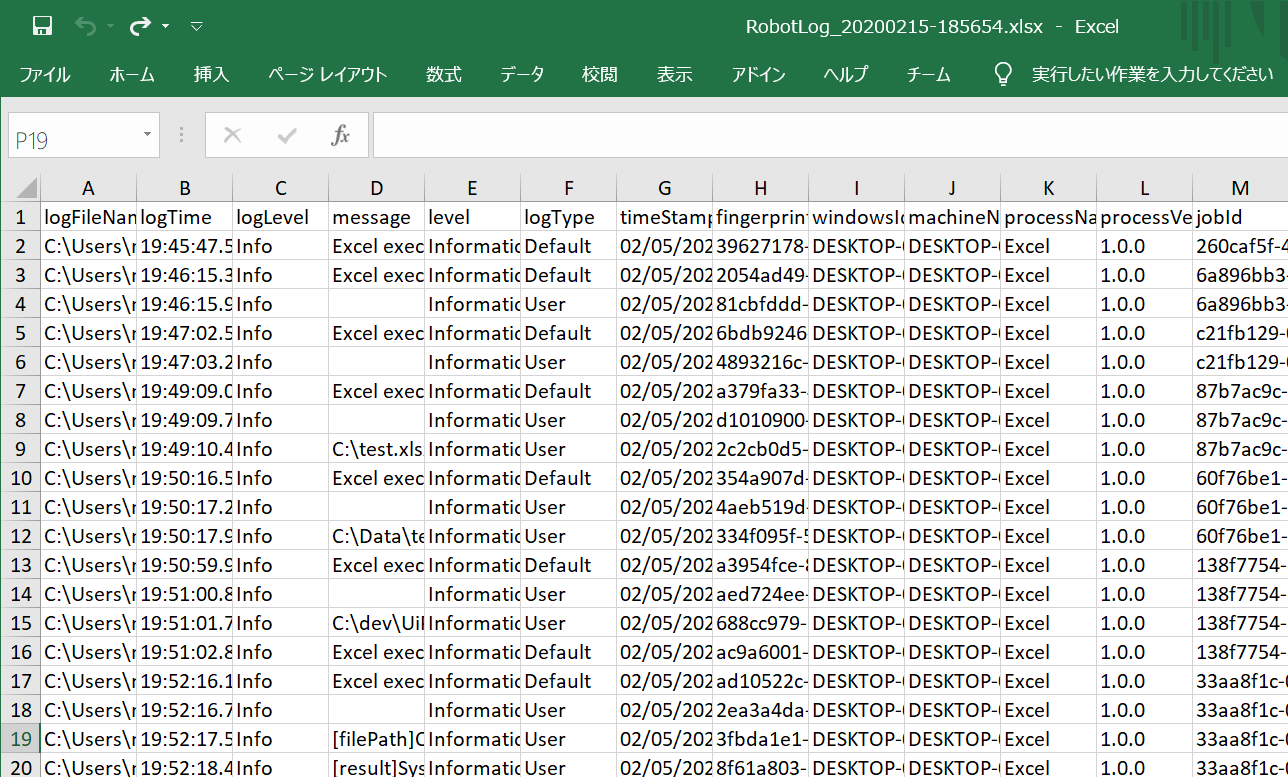 RobotLog_20200215-185654.xlsx - Excel
ファイル ホーム 挿入 ページ レイアウト 数式 データ 校閲 表示 アドイン ヘルプ チーム 実行したい作業を入力してください
P19 fx
A B C D E F G H I J K L M
1 logFileNan logTime logLevel message level logType timeStamp fingerprin windowsId machineN processNa processVe jobId
2 C:\Users\r 19:45:47.5 Info Excel exec Informatic Default 02/05/202 39627178- DESKTOP-( DESKTOP-( Excel 1.0.0 260caf5f-4
3 C:\Users\r 19:46:15.3 Info Excel exec Informatic Default 02/05/202 2054ad49- DESKTOP-( DESKTOP-( Excel 1.0.0 6a896bb3-
4 C:\Users\r 19:46:15.9 Info Informatic User 02/05/202 81cbfddd- DESKTOP-( DESKTOP-( Excel 1.0.0 6a896bb3-
5 C:\Users\r 19:47:02.5 Info Excel exec Informatic Default 02/05/202 6bdb9246 DESKTOP-( DESKTOP-( Excel 1.0.0 c21fb129-
6 C:\Users\r 19:47:03.2 Info Informatic User 02/05/202 4893216c- DESKTOP-( DESKTOP-( Excel 1.0.0 c21fb129-
7 C:\Users\r 19:49:09.0 Info Excel exec Informatic Default 02/05/202 a379fa33- DESKTOP-( DESKTOP-( Excel 1.0.0 87b7ac9c-
8 C:\Users\r 19:49:09.7 Info Informatic User 02/05/202 d1010900- DESKTOP-( DESKTOP-( Excel 1.0.0 87b7ac9c-
9 C:\Users\r 19:49:10.4 Info C:\test.xls Informatic User 02/05/202 2c2cb0d5- DESKTOP-( DESKTOP-( Excel 1.0.0 87b7ac9c-
10 C:\Users\r 19:50:16.5 Info Excel exec Informatic Default 02/05/202 354a907d- DESKTOP-( DESKTOP-( Excel 1.0.0 60f76be1-
11 C:\Users\r 19:50:17.2 Info Informatic User 02/05/202 4aeb519d- DESKTOP-( DESKTOP-( Excel 1.0.0 60f76be1-
12 C:\Users\r 19:50:17.9 Info C:\Data\te Informatic User 02/05/202 334f095f-5 DESKTOP-( DESKTOP-( Excel 1.0.0 60f76be1-
13 C:\Users\r 19:50:59.9 Info Excel exec Informatic Default 02/05/202 a3954fce-8 DESKTOP-( DESKTOP-( Excel 1.0.0 138f7754-
14 C:\Users\r 19:51:00.8 Info Informatic User 02/05/202 aed724ee- DESKTOP-( DESKTOP-( Excel 1.0.0 138f7754-
15 C:\Users\r 19:51:01.7 Info C:\dev\UiF Informatic User 02/05/202 688cc979- DESKTOP-( DESKTOP-( Excel 1.0.0 138f7754-
16 C:\Users\r 19:51:02.8 Info Excel exec Informatic Default 02/05/202 ac9a6001- DESKTOP-( DESKTOP-( Excel 1.0.0 138f7754-
17 C:\Users\r 19:52:16.1 Info Excel exec Informatic Default 02/05/202 ad10522c- DESKTOP-( DESKTOP-( Excel 1.0.0 33aa8f1c-
18 C:\Users\r 19:52:16.7 Info Informatic User 02/05/202 2ea3a4da- DESKTOP-( DESKTOP-( Excel 1.0.0 33aa8f1c-
19 C:\Users\r 19:52:17.5 Info [filePath]C Informatic User 02/05/202 3fbda1e1- DESKTOP-( DESKTOP-( Excel 1.0.0 33aa8f1c-
20 C:\Users\r 19:52:18.4 Info [result]Sys Informatic User 02/05/202 8f61a803- DESKTOP-( DESKTOP-( Excel 1.0.0 33aa8f1c-